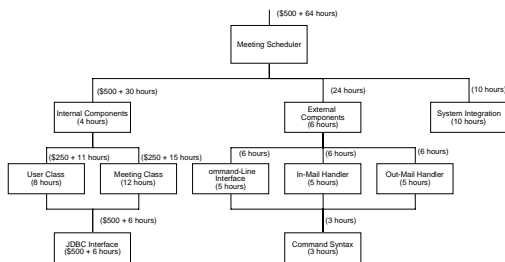 ($500 + 64 hours)
Meeting Scheduler
($500 + 30 hours)
(24 hours)
(10 hours)
Internal Components
(4 hours)
External
Components
(6 hours)
System Integration
(10 hours)
($250 + 11 hours)
($250 + 15 hours)
(6 hours)
(6 hours)
(6 hours)
User Class
(8 hours)
Meeting Class
(12 hours)
ommand-Line
Interface
(5 hours)
In-Mail Handler
(5 hours)
Out-Mail Handler
(5 hours)
($500 + 6 hours)
(3 hours)
JDBC Interface
($500 + 6 hours)
Command Syntax
(3 hours)